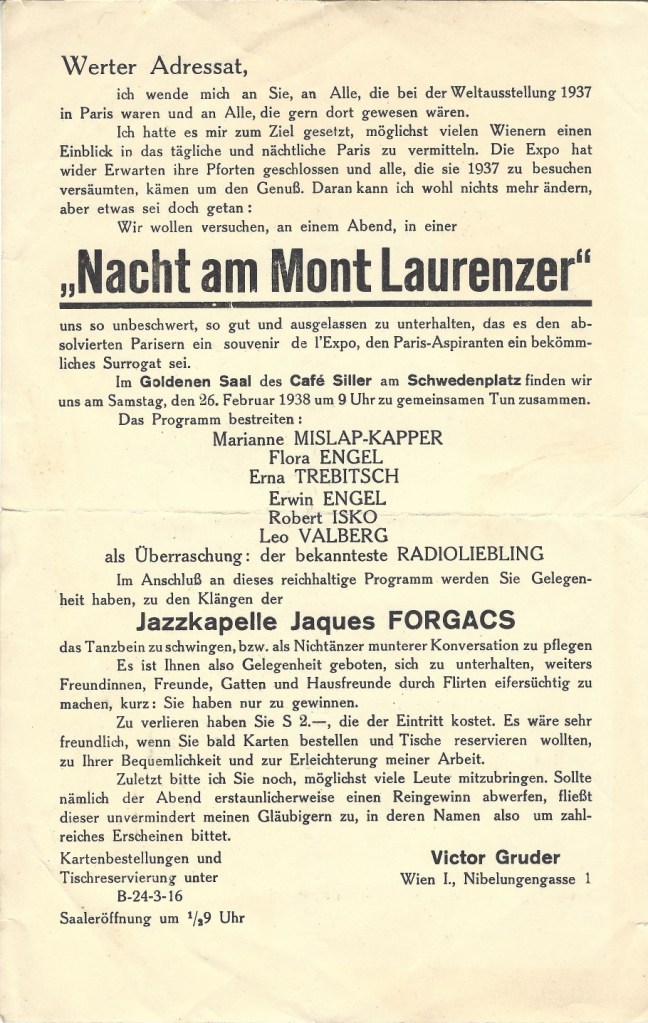 Werter Adressat,
ich wende mich an Sie, an Alle, die bei der Weltausstellung 1937
in Paris waren und an Alle, die gern dort gewesen wären.
Ich hatte es mir zum Ziel gesetzt, möglichst vielen Wienern einen
Einblick in das tägliche und nächtliche Paris zu vermitteln. Die Expo hat
wider Erwarten ihre Pforten geschlossen und alle, die sie 1937 zu besuchen
versäumten, kämen um den Genuß. Daran kann ich wohl nichts mehr ändern,
aber etwas sei doch getan:
Wir wollen versuchen, an einem Abend, in einer
„Nacht am Mont Laurenzer“
uns so unbeschwert, so gut und ausgelassen zu unterhalten, das es den ab-
solvierten Parisern ein souvenir de l'Expo, den Paris-Aspiranten ein bekömm-
liches Surrogat sei.
Im Goldenen Saal des Café Siller am Schwedenplatz finden wir
uns am Samstag, den 26. Februar 1938 um 9 Uhr zu gemeinsamen Tun zusammen.
Das Programm bestreiten:
Marianne MISLAP-KAPPER
Flora ENGEL
Erna TREBITSCH
Erwin ENGEL
Robert ISKO
Leo VALBERG
als Überraschung: der bekannteste RADIOLIEBLING
Im Anschluß an dieses reichhaltige Programm werden Sie Gelegen-
heit haben, zu den Klängen der
Jazzkapelle Jaques FORGACS
das Tanzbein zu schwingen, bzw. als Nichtänzer munterer Konversation zu pflegen
Es ist Ihnen also Gelegenheit geboten, sich zu unterhalten, weiters
Freundinnen, Freunde, Gatten und Hausfreunde durch Flirten eifersüchtig zu
machen, kurz: Sie haben nur zu gewinnen.
Zu verlieren haben Sie S 2.—, die der Eintritt kostet. Es wäre sehr
freundlich, wenn Sie bald Karten bestellen und Tische reservieren wollten,
zu Ihrer Bequemlichkeit und zur Erleichterung meiner Arbeit.
Zuletzt bitte ich Sie noch, möglichst viele Leute mitzubringen. Sollte
nämlich der Abend erstaunlicherweise einen Reingewinn abwerfen, fließt
dieser unvermindert meinen Gläubigern zu, in deren Namen also um zahl-
reiches Erscheinen bittet.
Kartenbestellungen und
Tischreservierung unter
B-24-3-16
Saaleröffnung um ½9 Uhr
Victor Gruder
Wien I., Nibelungengasse 1